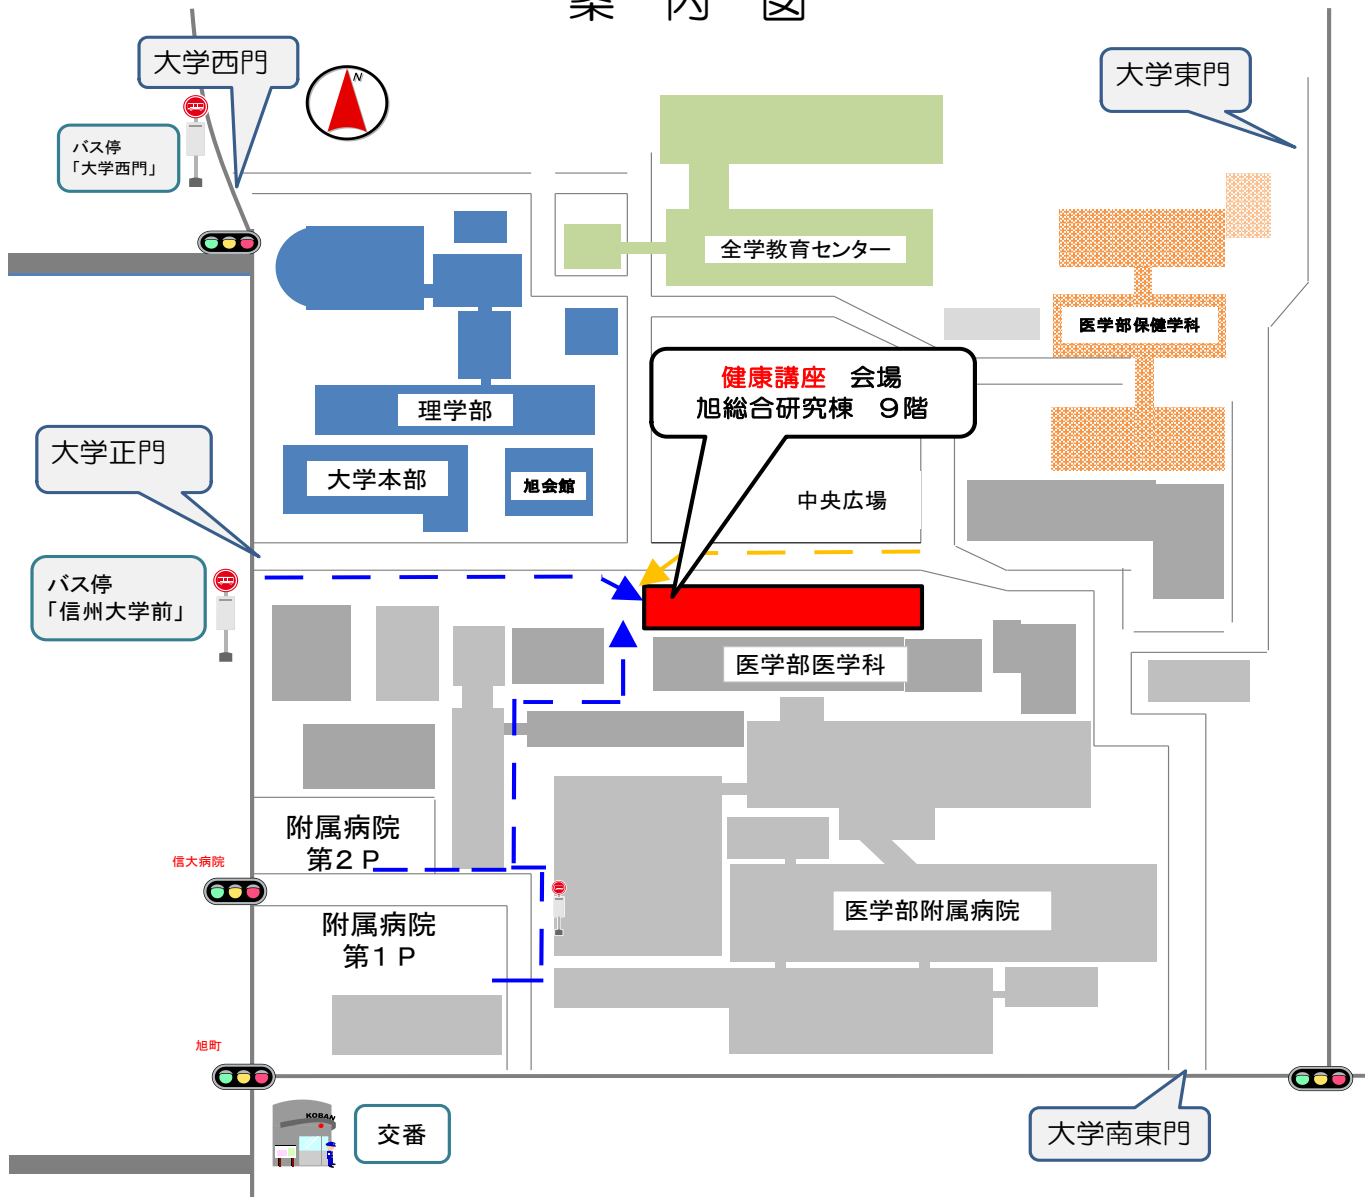 案 内 図
大学西門
N
大学東門
バス停
「大学西門」
全学教育センター
医学部保健学科
健康講座 会場
旭総合研究棟 9階
理学部
大学正門
大学本部
旭会館
中央広場
バス停
「信州大学前」
医学部医学科
附属病院
第2P
信大病院
医学部附属病院
附属病院
第1P
旭町
KOBAN
交番
大学南東門